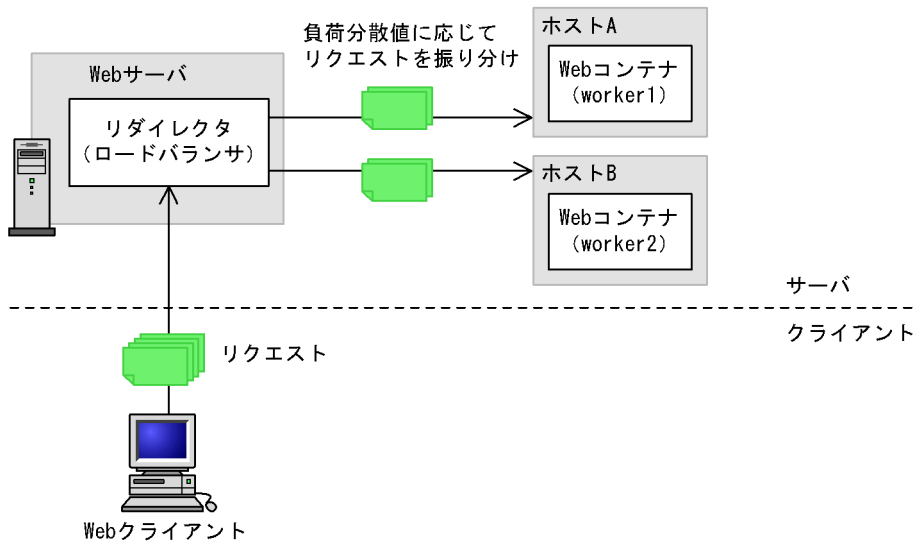 負荷分散値に応じて
リクエストを振り分け
ホストA
Webコンテナ
(worker1)
Webサーバ
リダイレクタ
(ロードバランサ)
ホストB
Webコンテナ
(worker2)
サーバ
クライアント
リクエスト
Webクライアント